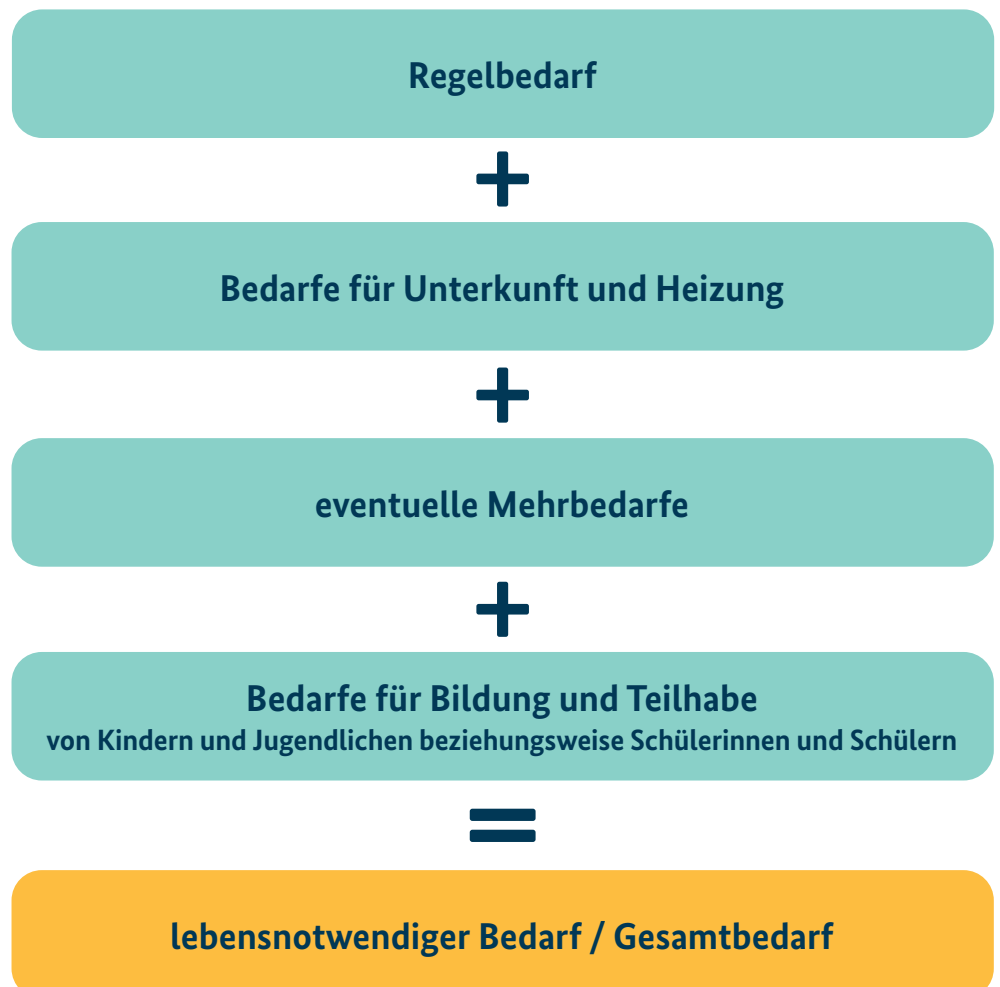 Regelbedarf
+
Bedarfe für Unterkunft und Heizung
+
eventuelle Mehrbedarfe
+
Bedarfe für Bildung und Teilhabe
von Kindern und Jugendlichen beziehungsweise Schülerinnen und Schülern
=
lebensnotwendiger Bedarf / Gesamtbedarf